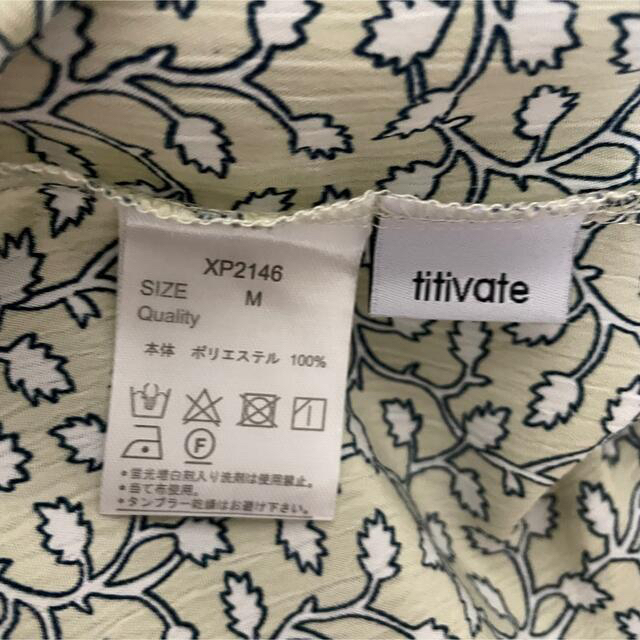 XP2146
SIZE M
Quality
本体 ポリエステル 100%
F
*蛍光増白剤入り洗剤は使用厳禁。
*当て布使用。
*タンブラー乾燥はお避け下さい。
titivate